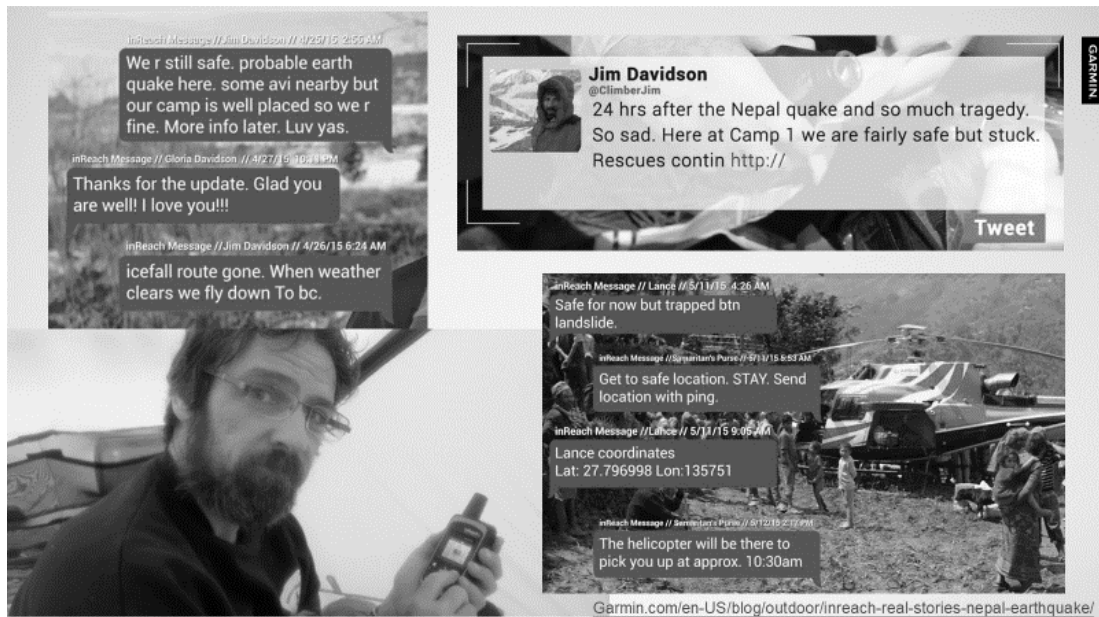 inReach Message // Jim Davidson // 4/25/15 2:55 AM
We r still safe. probable earth
quake here. some avi nearby but
our camp is well placed so we r
fine. More info later. Luv yas.
inReach Message // Gloria Davidson // 4/27/15 10:11 PM
Thanks for the update. Glad you
are well! I love you!!!
inReach Message //Jim Davidson // 4/26/15 6:24 AM
icefall route gone. When weather
clears we fly down To bc.
Jim Davidson
@ClimberJim
24 hrs after the Nepal quake and so much tragedy.
So sad. Here at Camp 1 we are fairly safe but stuck.
Rescues contin http://
Tweet
GARMIN
inReach Message // Lance // 5/11/15 4:26 AM
Safe for now but trapped btn
landslide.
inReach Message //Samaritan's Purse // 5/11/15 5:53 AM
Get to safe location. STAY. Send
location with ping.
inReach Message //Lance // 5/11/15 9:05 AM
Lance coordinates
Lat: 27.796998 Lon:135751
inReach Message // Samaritan's Purse // 5/12/15 2:17 PM
The helicopter will be there to
pick you up at approx. 10:30am
Garmin.com/en-US/blog/outdoor/inreach-real-stories-nepal-earthquake/